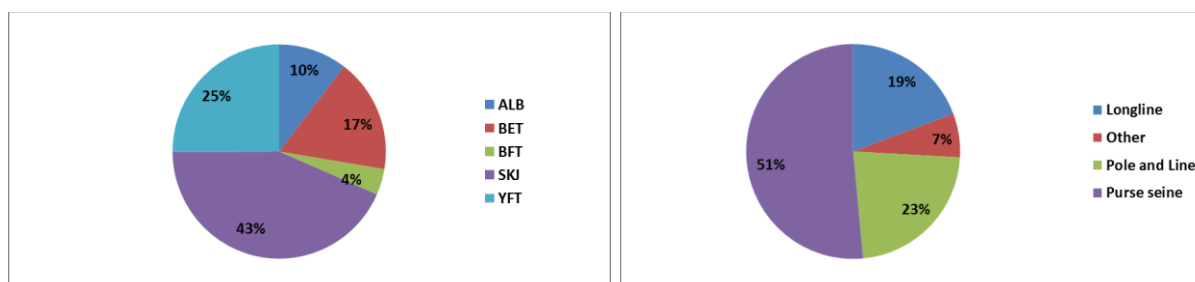 10%
17%
4%
43%
25%
ALB
BET
BFT
SKJ
YFT
19%
7%
23%
51%
Longline
Other
Pole and Line
Purse seine